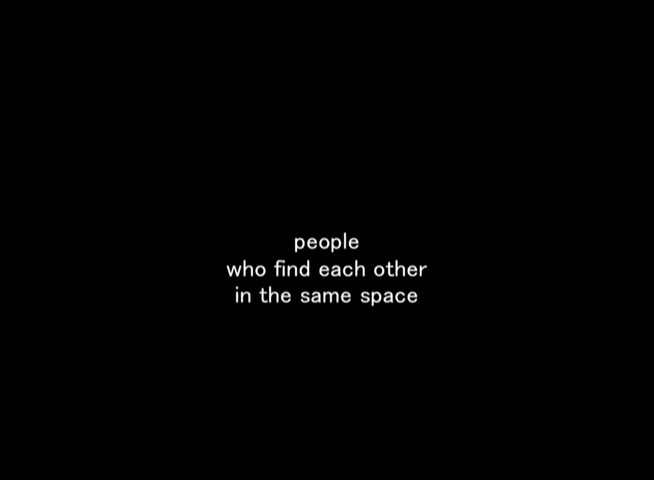 people
who find each other
in the same space